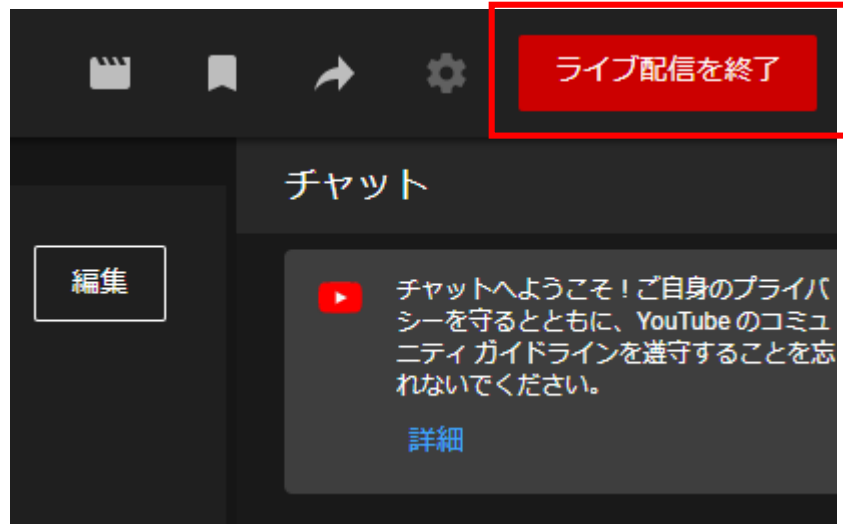 ライブ配信を終了
チャット
編集
チャットへようこそ！ご自身のプライバ
シーを守るとともに、YouTube のコミュ
ニティ ガイドラインを遵守することを忘
れないでください。
詳細